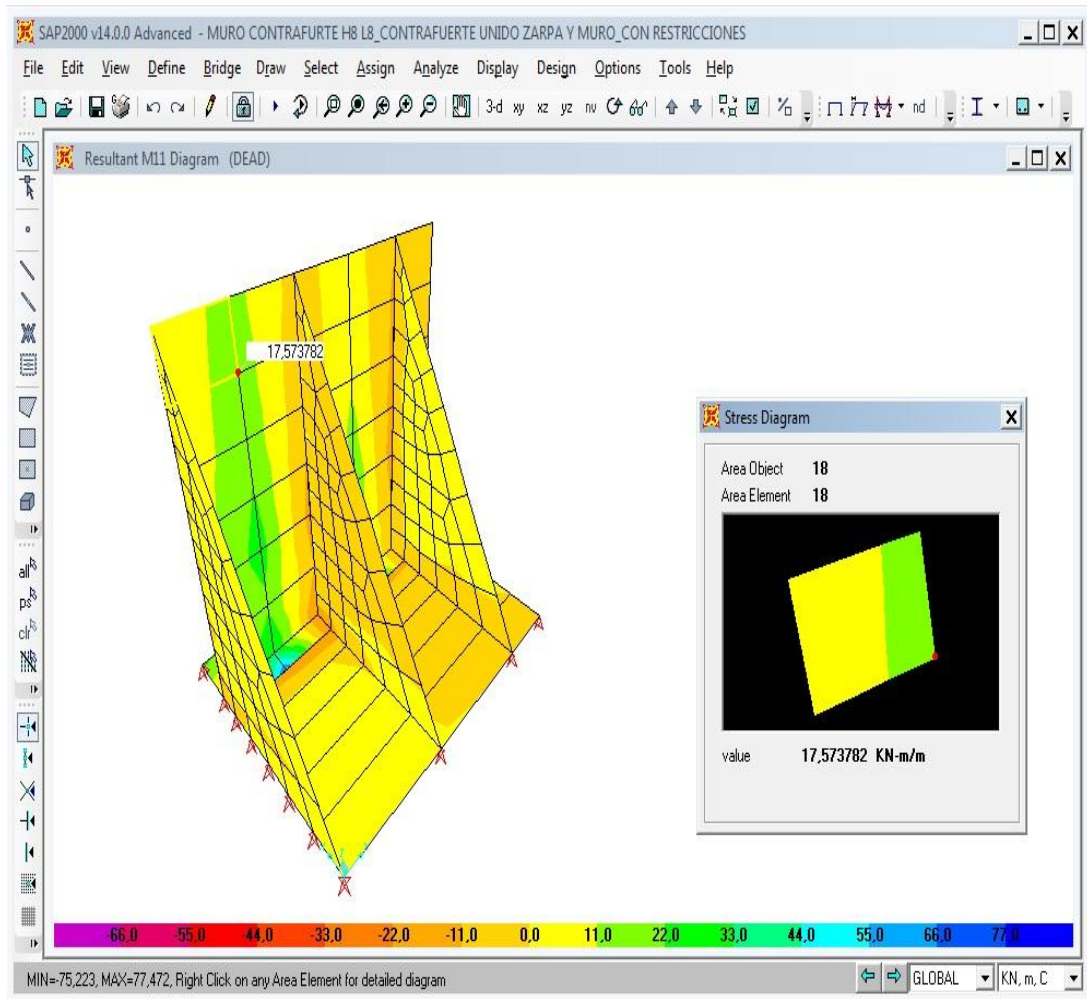 SAP2000 v14.0.0 Advanced - MURO CONTRAFURTE H8 L8_CONTRAFUERTE UNIDO ZARPA Y MURO_CON RESTRICCIONES
File Edit View Define Bridge Draw Select Assign Analyze Display Design Options Tools Help
3-d xy xz yz nv nd
Resultant M11 Diagram (DEAD)
17,573782
Stress Diagram
Area Object 18
Area Element 18
value 17,573782 KN-m/m
all
ps
clr
-66,0 -55,0 -44,0 -33,0 -22,0 -11,0 0,0 11,0 22,0 33,0 44,0 55,0 66,0 77,0
MIN=-75,223, MAX=77,472, Right Click on any Area Element for detailed diagram
GLOBAL KN, m, C